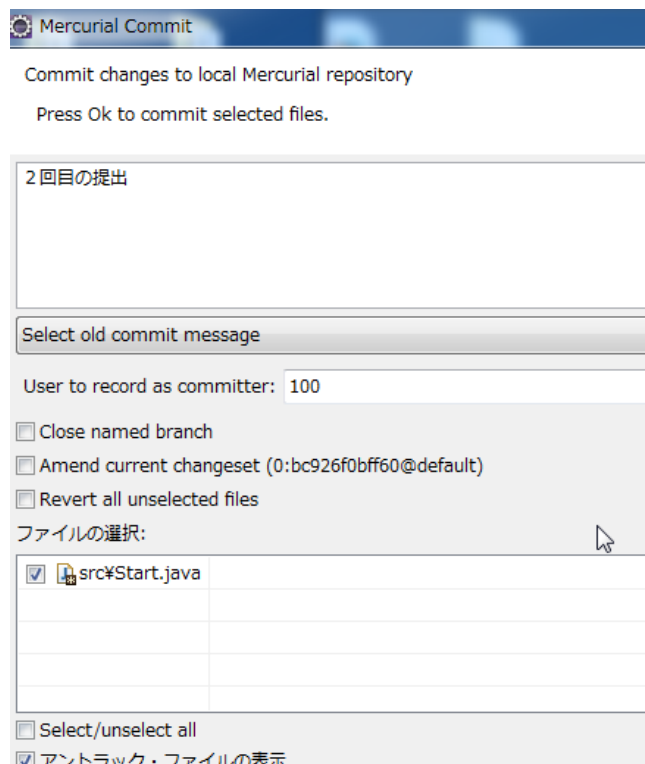 Mercurial Commit
Commit changes to local Mercurial repository
Press Ok to commit selected files.
２回目の提出
Select old commit message
User to record as committer: 100
Close named branch
Amend current changeset (0:bc926f0bff60@default)
Revert all unselected files
ファイルの選択:
src¥Start.java
Select/unselect all
アントラック・ファイルの表示